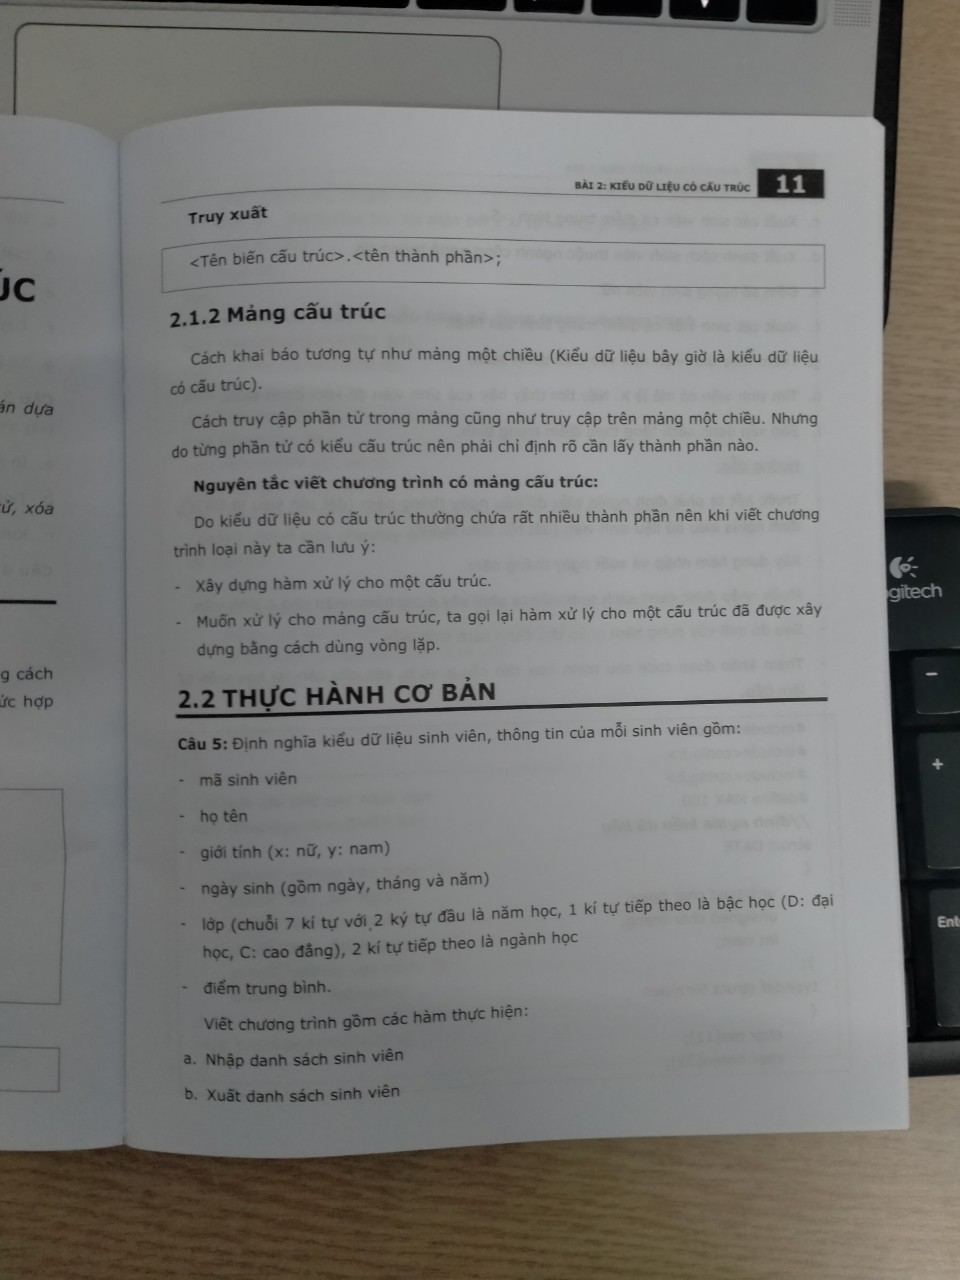 BÀI 2: KIỂU DỮ LIỆU CÓ CẤU TRÚC 11
Truy xuất
<Tên biến cấu trúc>.<tên thành phần>;
2.1.2 Mảng cấu trúc
Cách khai báo tương tự như mảng một chiều (Kiểu dữ liệu bây giờ là kiểu dữ liệu
có cấu trúc).
Cách truy cập phần tử trong mảng cũng như truy cập trên mảng một chiều. Nhưng
do từng phần tử có kiểu cấu trúc nên phải chỉ định rõ cần lấy thành phần nào.
Nguyên tắc viết chương trình có mảng cấu trúc:
Do kiểu dữ liệu có cấu trúc thường chứa rất nhiều thành phần nên khi viết chương
trình loại này ta cần lưu ý:
- Xây dựng hàm xử lý cho một cấu trúc.
- Muốn xử lý cho mảng cấu trúc, ta gọi lại hàm xử lý cho một cấu trúc đã được xây
dựng bằng cách dùng vòng lặp.
2.2 THỰC HÀNH CƠ BẢN
Câu 5: Định nghĩa kiểu dữ liệu sinh viên, thông tin của mỗi sinh viên gồm:
- mã sinh viên
- họ tên
- giới tính (x: nữ, y: nam)
- ngày sinh (gồm ngày, tháng và năm)
- lớp (chuỗi 7 kí tự với 2 ký tự đầu là năm học, 1 kí tự tiếp theo là bậc học (D: đại
học, C: cao đẳng), 2 kí tự tiếp theo là ngành học
- điểm trung bình.
Viết chương trình gồm các hàm thực hiện:
a. Nhập danh sách sinh viên
b. Xuất danh sách sinh viên
dựa
xóa
cách
hợp
gitech
-
+
Ent